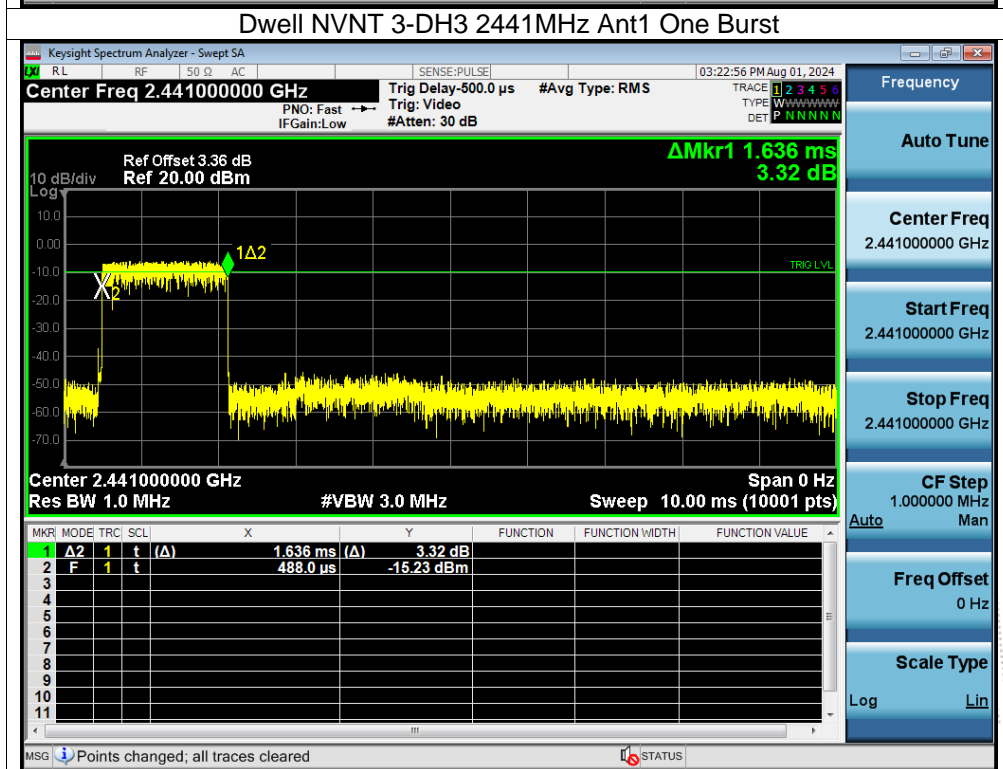 Dwell NVNT 3-DH3 2441MHz Ant1 One Burst
Keysight Spectrum Analyzer - Swept SA
LXI RL RF 50 Ω AC SENSE:PULSE 03:22:56 PM Aug 01, 2024
Center Freq 2.441000000 GHz
PNO: Fast
IFGain:Low
Trig Delay-500.0 µs
Trig: Video
#Atten: 30 dB
#Avg Type: RMS
TRACE 1 2 3 4 5 6
TYPE WWWWWW
DET P N N N N N
Frequency
Auto Tune
Center Freq
2.441000000 GHz
Start Freq
2.441000000 GHz
Stop Freq
2.441000000 GHz
CF Step
1.000000 MHz
Auto Man
Freq Offset
0 Hz
Scale Type
Log Lin
ΔMkr1 1.636 ms
3.32 dB
Ref Offset 3.36 dB
10 dB/div Ref 20.00 dBm
Log
10.0
0.00
-10.0
-20.0
-30.0
-40.0
-50.0
-60.0
-70.0
1Δ2
2
TRIG LVL
Center 2.441000000 GHz Span 0 Hz
Res BW 1.0 MHz #VBW 3.0 MHz Sweep 10.00 ms (10001 pts)
MKR MODE TRC SCL X Y FUNCTION FUNCTION WIDTH FUNCTION VALUE
1 Δ2 1 t (Δ) 1.636 ms (Δ) 3.32 dB
2 F 1 t 488.0 µs -15.23 dBm
3
4
5
6
7
8
9
10
11
MSG Points changed; all traces cleared STATUS